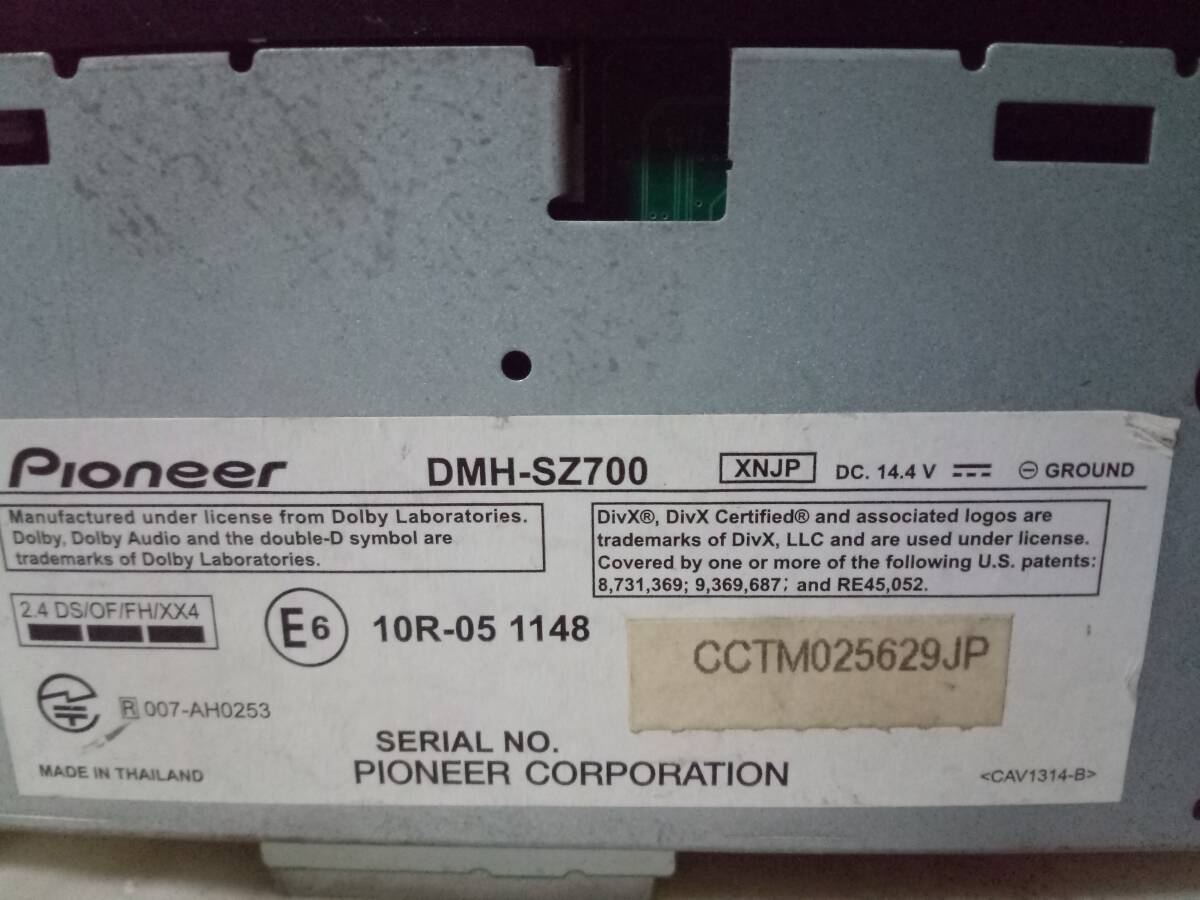 Pioneer DMH-SZ700 XNJP DC. 14.4 V ⎓ ⊖ GROUND
Manufactured under license from Dolby Laboratories.
Dolby, Dolby Audio and the double-D symbol are
trademarks of Dolby Laboratories.
DivX®, DivX Certified® and associated logos are
trademarks of DivX, LLC and are used under license.
Covered by one or more of the following U.S. patents:
8,731,369; 9,369,687; and RE45,052.
2.4 DS/OF/FH/XX4
E6 10R-05 1148
CCTM025629JP
R 007-AH0253
SERIAL NO.
MADE IN THAILAND PIONEER CORPORATION <CAV1314-B>